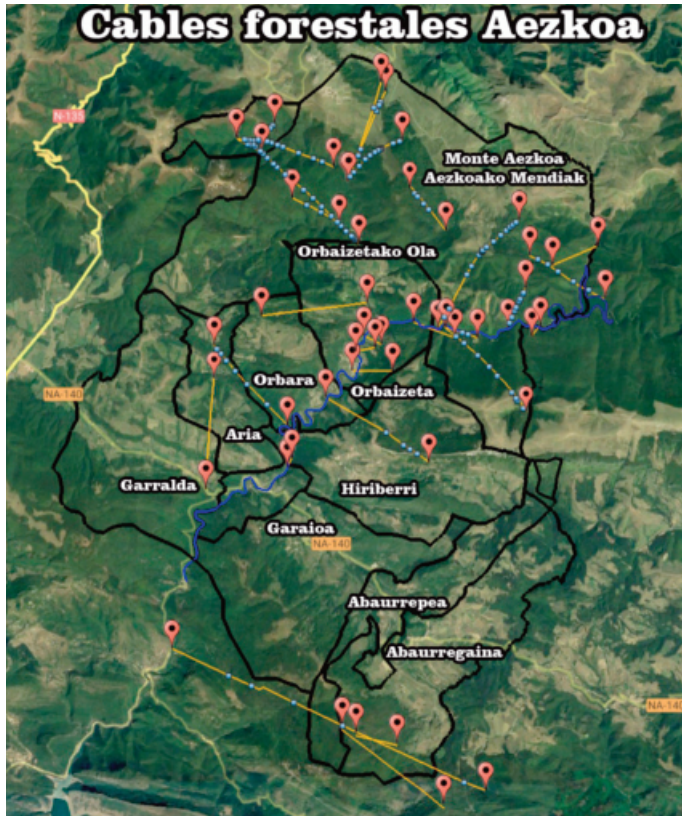 Cables forestales Aezkoa
N-135
Monte Aezkoa
Aezkoako Mendiak
Orbaizetako Ola
NA-140
Orbara
Orbaizeta
Aria
Garralda
Hiriberri
Garaioa
NA-140
Abaurrepea
Abaurregaina
NA-140